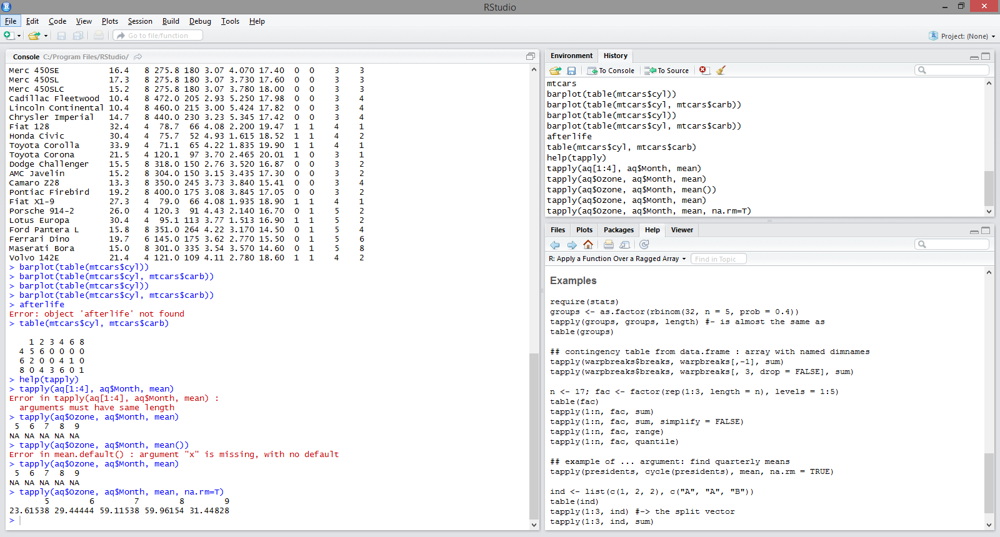 RStudio
File Edit Code View Plots Session Build Debug Tools Help
Go to file/function
Project: (None)
Console C:/Program Files/RStudio/
Merc 450SE          16.4   8 275.8 180 3.07 4.070 17.40  0  0    3    3
Merc 450SL          17.3   8 275.8 180 3.07 3.730 17.60  0  0    3    3
Merc 450SLC         15.2   8 275.8 180 3.07 3.780 18.00  0  0    3    3
Cadillac Fleetwood  10.4   8 472.0 205 2.93 5.250 17.98  0  0    3    4
Lincoln Continental 10.4   8 460.0 215 3.00 5.424 17.82  0  0    3    4
Chrysler Imperial   14.7   8 440.0 230 3.23 5.345 17.42  0  0    3    4
Fiat 128            32.4   4  78.7  66 4.08 2.200 19.47  1  1    4    1
Honda Civic         30.4   4  75.7  52 4.93 1.615 18.52  1  1    4    2
Toyota Corolla      33.9   4  71.1  65 4.22 1.835 19.90  1  1    4    1
Toyota Corona       21.5   4 120.1  97 3.70 2.465 20.01  1  0    3    1
Dodge Challenger    15.5   8 318.0 150 2.76 3.520 16.87  0  0    3    2
AMC Javelin         15.2   8 304.0 150 3.15 3.435 17.30  0  0    3    2
Camaro Z28          13.3   8 350.0 245 3.73 3.840 15.41  0  0    3    4
Pontiac Firebird    19.2   8 400.0 175 3.08 3.845 17.05  0  0    3    2
Fiat X1-9           27.3   4  79.0  66 4.08 1.935 18.90  1  1    4    1
Porsche 914-2       26.0   4 120.3  91 4.43 2.140 16.70  0  1    5    2
Lotus Europa        30.4   4  95.1 113 3.77 1.513 16.90  1  1    5    2
Ford Pantera L      15.8   8 351.0 264 4.22 3.170 14.50  0  1    5    4
Ferrari Dino        19.7   6 145.0 175 3.62 2.770 15.50  0  1    5    6
Maserati Bora       15.0   8 301.0 335 3.54 3.570 14.60  0  1    5    8
Volvo 142E          21.4   4 121.0 109 4.11 2.780 18.60  1  1    4    2
> barplot(table(mtcars$cyl))
> barplot(table(mtcars$cyl, mtcars$carb))
> barplot(table(mtcars$cyl))
> barplot(table(mtcars$cyl, mtcars$carb))
> afterlife
Error: object 'afterlife' not found
> table(mtcars$cyl, mtcars$carb)
    1 2 3 4 6 8
  4 5 6 0 0 0 0
  6 2 0 0 4 1 0
  8 0 4 3 6 0 1
> help(tapply)
> tapply(aq[1:4], aq$Month, mean)
Error in tapply(aq[1:4], aq$Month, mean) :
  arguments must have same length
> tapply(aq$Ozone, aq$Month, mean)
 5  6  7  8  9
NA NA NA NA NA
> tapply(aq$Ozone, aq$Month, mean())
Error in mean.default() : argument "x" is missing, with no default
> tapply(aq$Ozone, aq$Month, mean)
 5  6  7  8  9
NA NA NA NA NA
> tapply(aq$Ozone, aq$Month, mean, na.rm=T)
       5        6        7        8        9
23.61538 29.44444 59.11538 59.96154 31.44828
>
Environment History
To Console To Source
mtcars
barplot(table(mtcars$cyl))
barplot(table(mtcars$cyl, mtcars$carb))
barplot(table(mtcars$cyl))
barplot(table(mtcars$cyl, mtcars$carb))
afterlife
table(mtcars$cyl, mtcars$carb)
help(tapply)
tapply(aq[1:4], aq$Month, mean)
tapply(aq$Ozone, aq$Month, mean)
tapply(aq$Ozone, aq$Month, mean())
tapply(aq$Ozone, aq$Month, mean)
tapply(aq$Ozone, aq$Month, mean, na.rm=T)
Files Plots Packages Help Viewer
R: Apply a Function Over a Ragged Array Find in Topic
Examples
require(stats)
groups <- as.factor(rbinom(32, n = 5, prob = 0.4))
tapply(groups, groups, length) #- is almost the same as
table(groups)
## contingency table from data.frame : array with named dimnames
tapply(warpbreaks$breaks, warpbreaks[,-1], sum)
tapply(warpbreaks$breaks, warpbreaks[, 3, drop = FALSE], sum)
n <- 17; fac <- factor(rep(1:3, length = n), levels = 1:5)
table(fac)
tapply(1:n, fac, sum)
tapply(1:n, fac, sum, simplify = FALSE)
tapply(1:n, fac, range)
tapply(1:n, fac, quantile)
## example of ... argument: find quarterly means
tapply(presidents, cycle(presidents), mean, na.rm = TRUE)
ind <- list(c(1, 2, 2), c("A", "A", "B"))
table(ind)
tapply(1:3, ind) #-> the split vector
tapply(1:3, ind, sum)